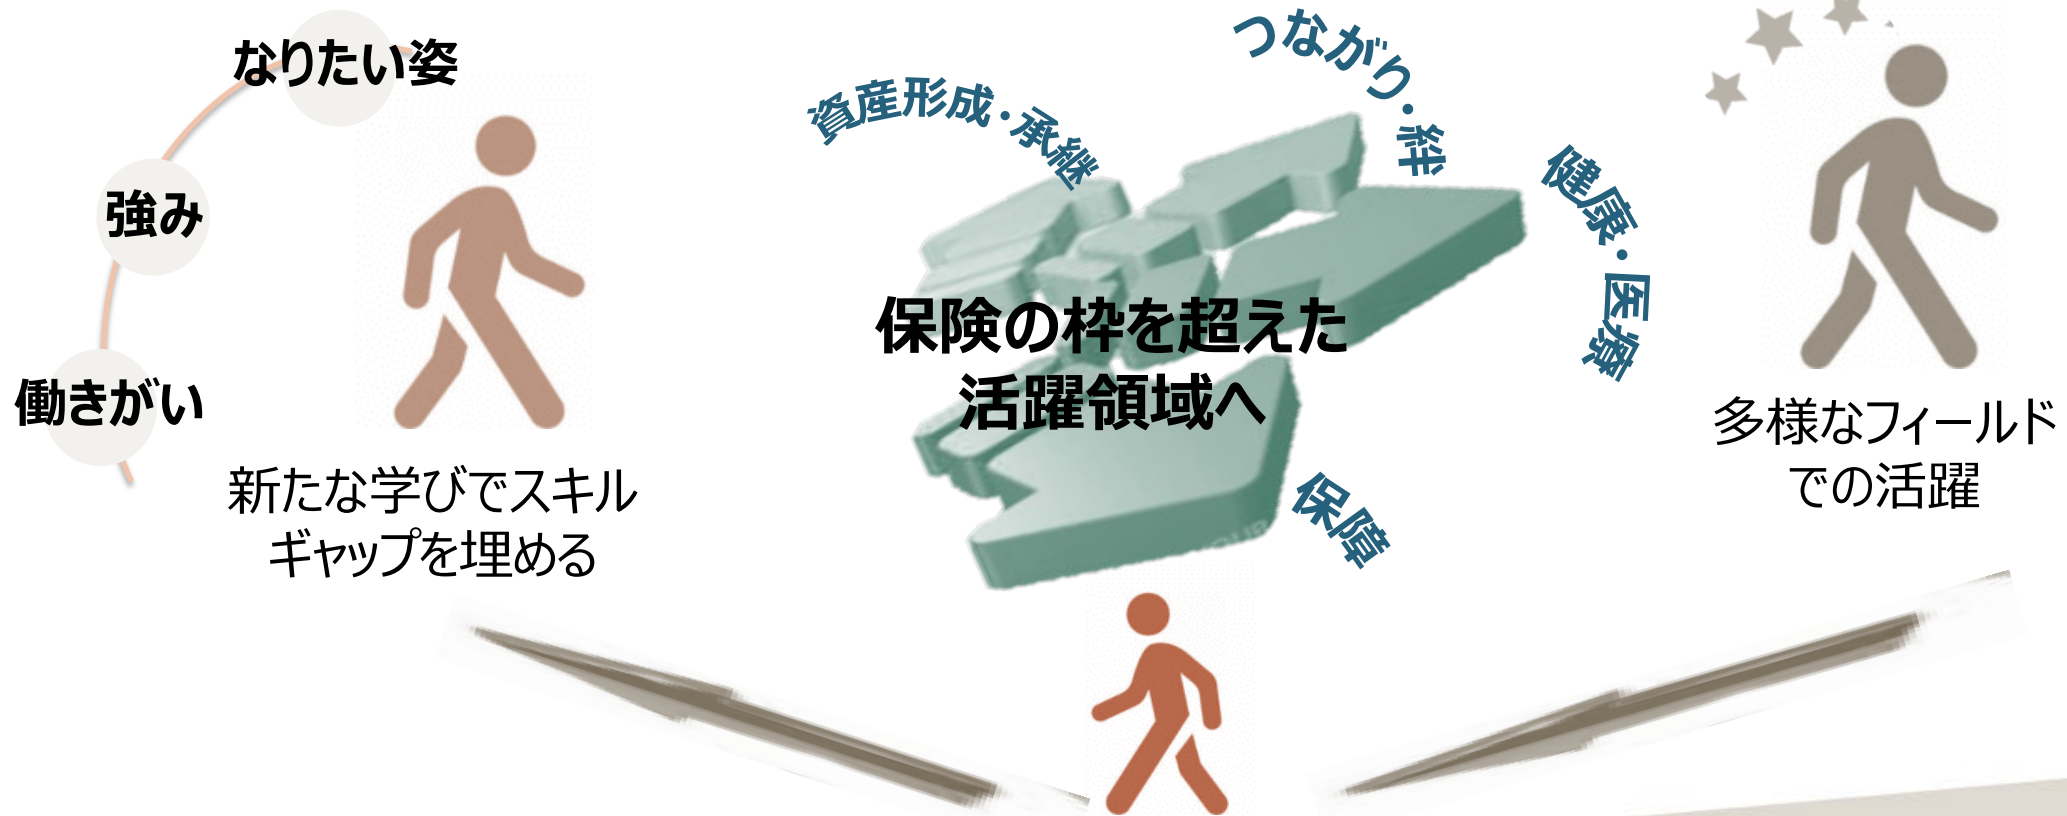 なりたい姿
強み
働きがい
新たな学びでスキル
ギャップを埋める
資産形成・承継
つながり・絆
健康・医療
保険の枠を超えた
活躍領域へ
保障
多様なフィールド
での活躍